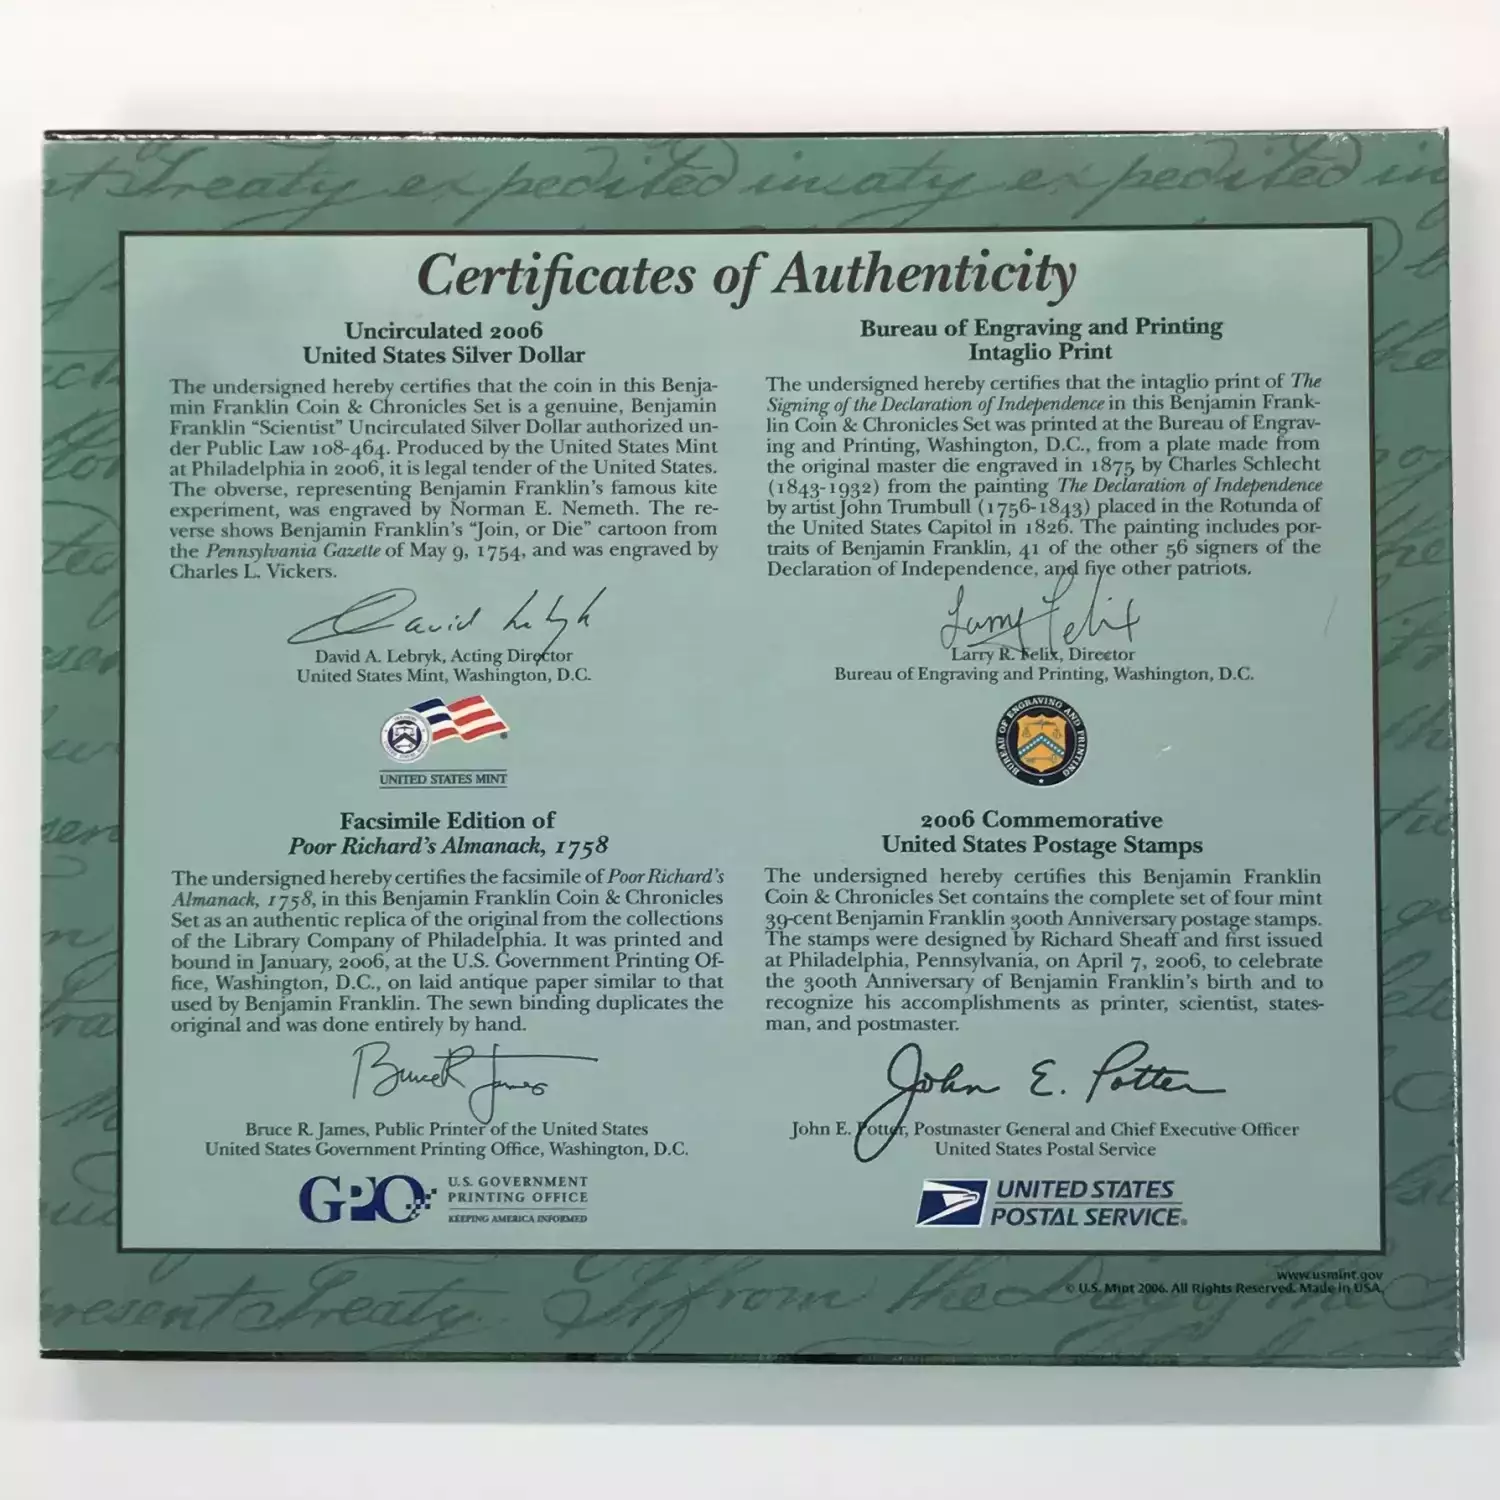 Certificates of Authenticity
Uncirculated 2006
United States Silver Dollar
The undersigned hereby certifies that the coin in this Benja-
min Franklin Coin & Chronicles Set is a genuine, Benjamin
Franklin “Scientist” Uncirculated Silver Dollar authorized un-
der Public Law 108-464. Produced by the United States Mint
at Philadelphia in 2006, it is legal tender of the United States.
The obverse, representing Benjamin Franklin’s famous kite
experiment, was engraved by Norman E. Nemeth. The re-
verse shows Benjamin Franklin’s “Join, or Die” cartoon from
the Pennsylvania Gazette of May 9, 1754, and was engraved by
Charles L. Vickers.
David A. Lebryk, Acting Director
United States Mint, Washington, D.C.
UNITED STATES MINT
Bureau of Engraving and Printing
Intaglio Print
The undersigned hereby certifies that the intaglio print of The
Signing of the Declaration of Independence in this Benjamin Frank-
lin Coin & Chronicles Set was printed at the Bureau of Engrav-
ing and Printing, Washington, D.C., from a plate made from
the original master die engraved in 1875 by Charles Schlecht
(1843-1932) from the painting The Declaration of Independence
by artist John Trumbull (1756-1843) placed in the Rotunda of
the United States Capitol in 1826. The painting includes por-
traits of Benjamin Franklin, 41 of the other 56 signers of the
Declaration of Independence, and five other patriots.
Larry Felix
Larry R. Felix, Director
Bureau of Engraving and Printing, Washington, D.C.
BUREAU OF ENGRAVING AND PRINTING
Facsimile Edition of
Poor Richard’s Almanack, 1758
The undersigned hereby certifies the facsimile of Poor Richard’s
Almanack, 1758, in this Benjamin Franklin Coin & Chronicles
Set as an authentic replica of the original from the collections
of the Library Company of Philadelphia. It was printed and
bound in January, 2006, at the U.S. Government Printing Of-
fice, Washington, D.C., on laid antique paper similar to that
used by Benjamin Franklin. The sewn binding duplicates the
original and was done entirely by hand.
Bruce R. James
Bruce R. James, Public Printer of the United States
United States Government Printing Office, Washington, D.C.
GPO
U.S. GOVERNMENT
PRINTING OFFICE
KEEPING AMERICA INFORMED
2006 Commemorative
United States Postage Stamps
The undersigned hereby certifies this Benjamin Franklin
Coin & Chronicles Set contains the complete set of four mint
39-cent Benjamin Franklin 300th Anniversary postage stamps.
The stamps were designed by Richard Sheaff and first issued
at Philadelphia, Pennsylvania, on April 7, 2006, to celebrate
the 300th Anniversary of Benjamin Franklin’s birth and to
recognize his accomplishments as printer, scientist, states-
man, and postmaster.
John E. Potter
John E. Potter, Postmaster General and Chief Executive Officer
United States Postal Service
UNITED STATES
POSTAL SERVICE®
www.usmint.gov
© U.S. Mint 2006. All Rights Reserved. Made in USA.